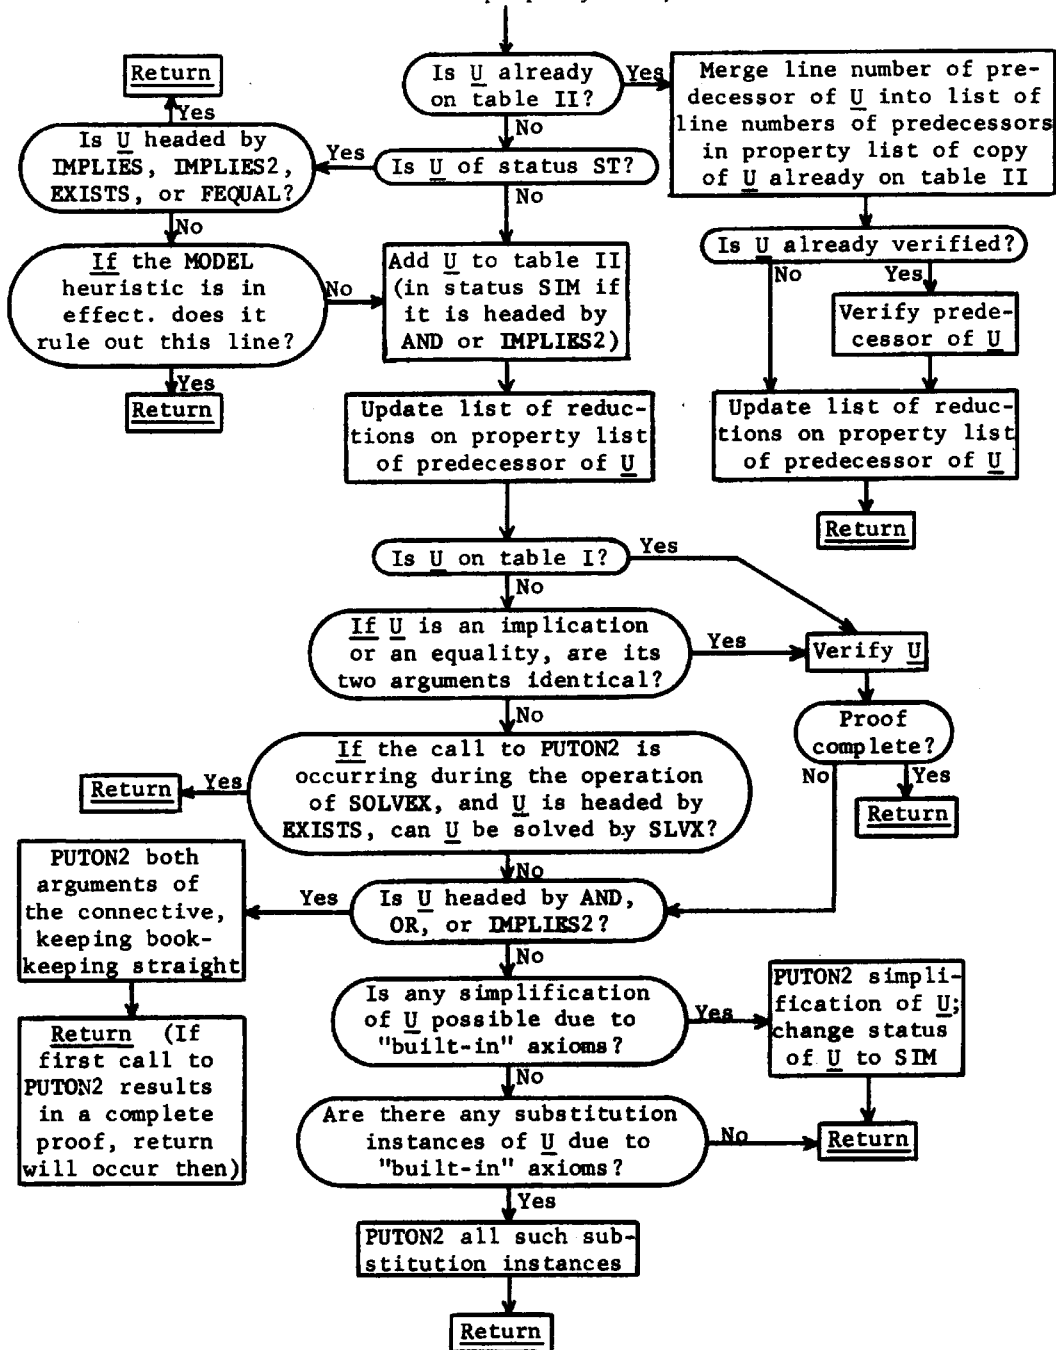 Is U already
on table II?
Yes
No
Merge line number of pre-
decessor of U into list of
line numbers of predecessors
in property list of copy
of U already on table II
Return
Yes
Is U headed by
IMPLIES, IMPLIES2,
EXISTS, or FEQUAL?
Yes
Is U of status ST?
No
No
Is U already verified?
No
Yes
Verify prede-
cessor of U
If the MODEL
heuristic is in
effect. does it
rule out this line?
No
Yes
Return
Add U to table II
(in status SIM if
it is headed by
AND or IMPLIES2)
Update list of reduc-
tions on property list
of predecessor of U
Update list of reduc-
tions on property list
of predecessor of U
Return
Is U on table I?
Yes
No
If U is an implication
or an equality, are its
two arguments identical?
Yes
Verify U
No
Proof
complete?
No
Yes
Return
If the call to PUTON2 is
occurring during the operation
of SOLVEX, and U is headed by
EXISTS, can U be solved by SLVX?
Yes
Return
No
Is U headed by AND,
OR, or IMPLIES2?
Yes
PUTON2 both
arguments of
the connective,
keeping book-
keeping straight
Return (If
first call to
PUTON2 results
in a complete
proof, return
will occur then)
No
Is any simplification
of U possible due to
"built-in" axioms?
Yes
PUTON2 simpli-
fication of U;
change status
of U to SIM
No
Are there any substitution
instances of U due to
"built-in" axioms?
No
Return
Yes
PUTON2 all such sub-
stitution instances
Return